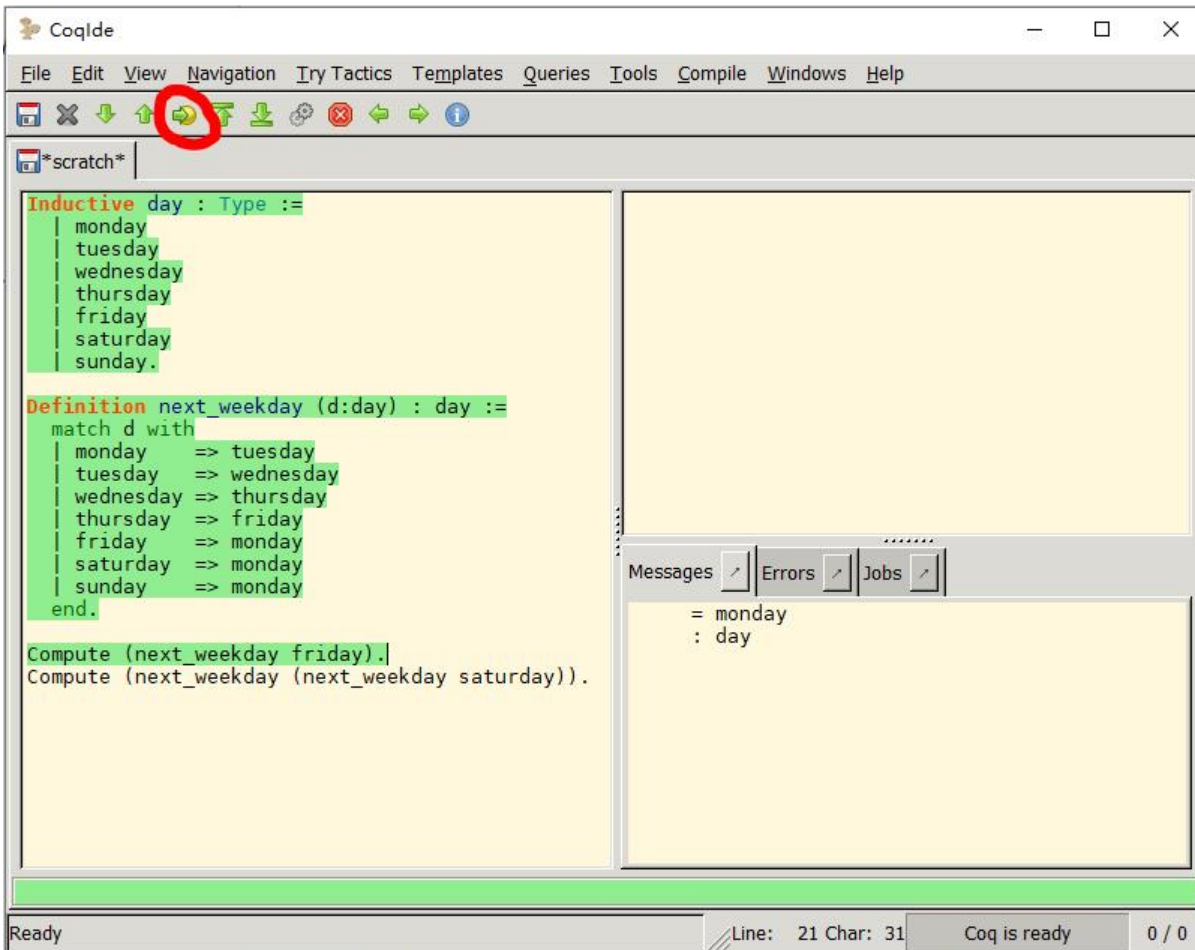 CoqIde
File Edit View Navigation Try Tactics Templates Queries Tools Compile Windows Help
*scratch*
Inductive day : Type :=
  | monday
  | tuesday
  | wednesday
  | thursday
  | friday
  | saturday
  | sunday.
Definition next_weekday (d:day) : day :=
  match d with
  | monday    => tuesday
  | tuesday   => wednesday
  | wednesday => thursday
  | thursday  => friday
  | friday    => monday
  | saturday  => monday
  | sunday    => monday
  end.
Compute (next_weekday friday).
Compute (next_weekday (next_weekday saturday)).
Messages Errors Jobs
= monday
: day
Ready Line: 21 Char: 31 Coq is ready 0 / 0